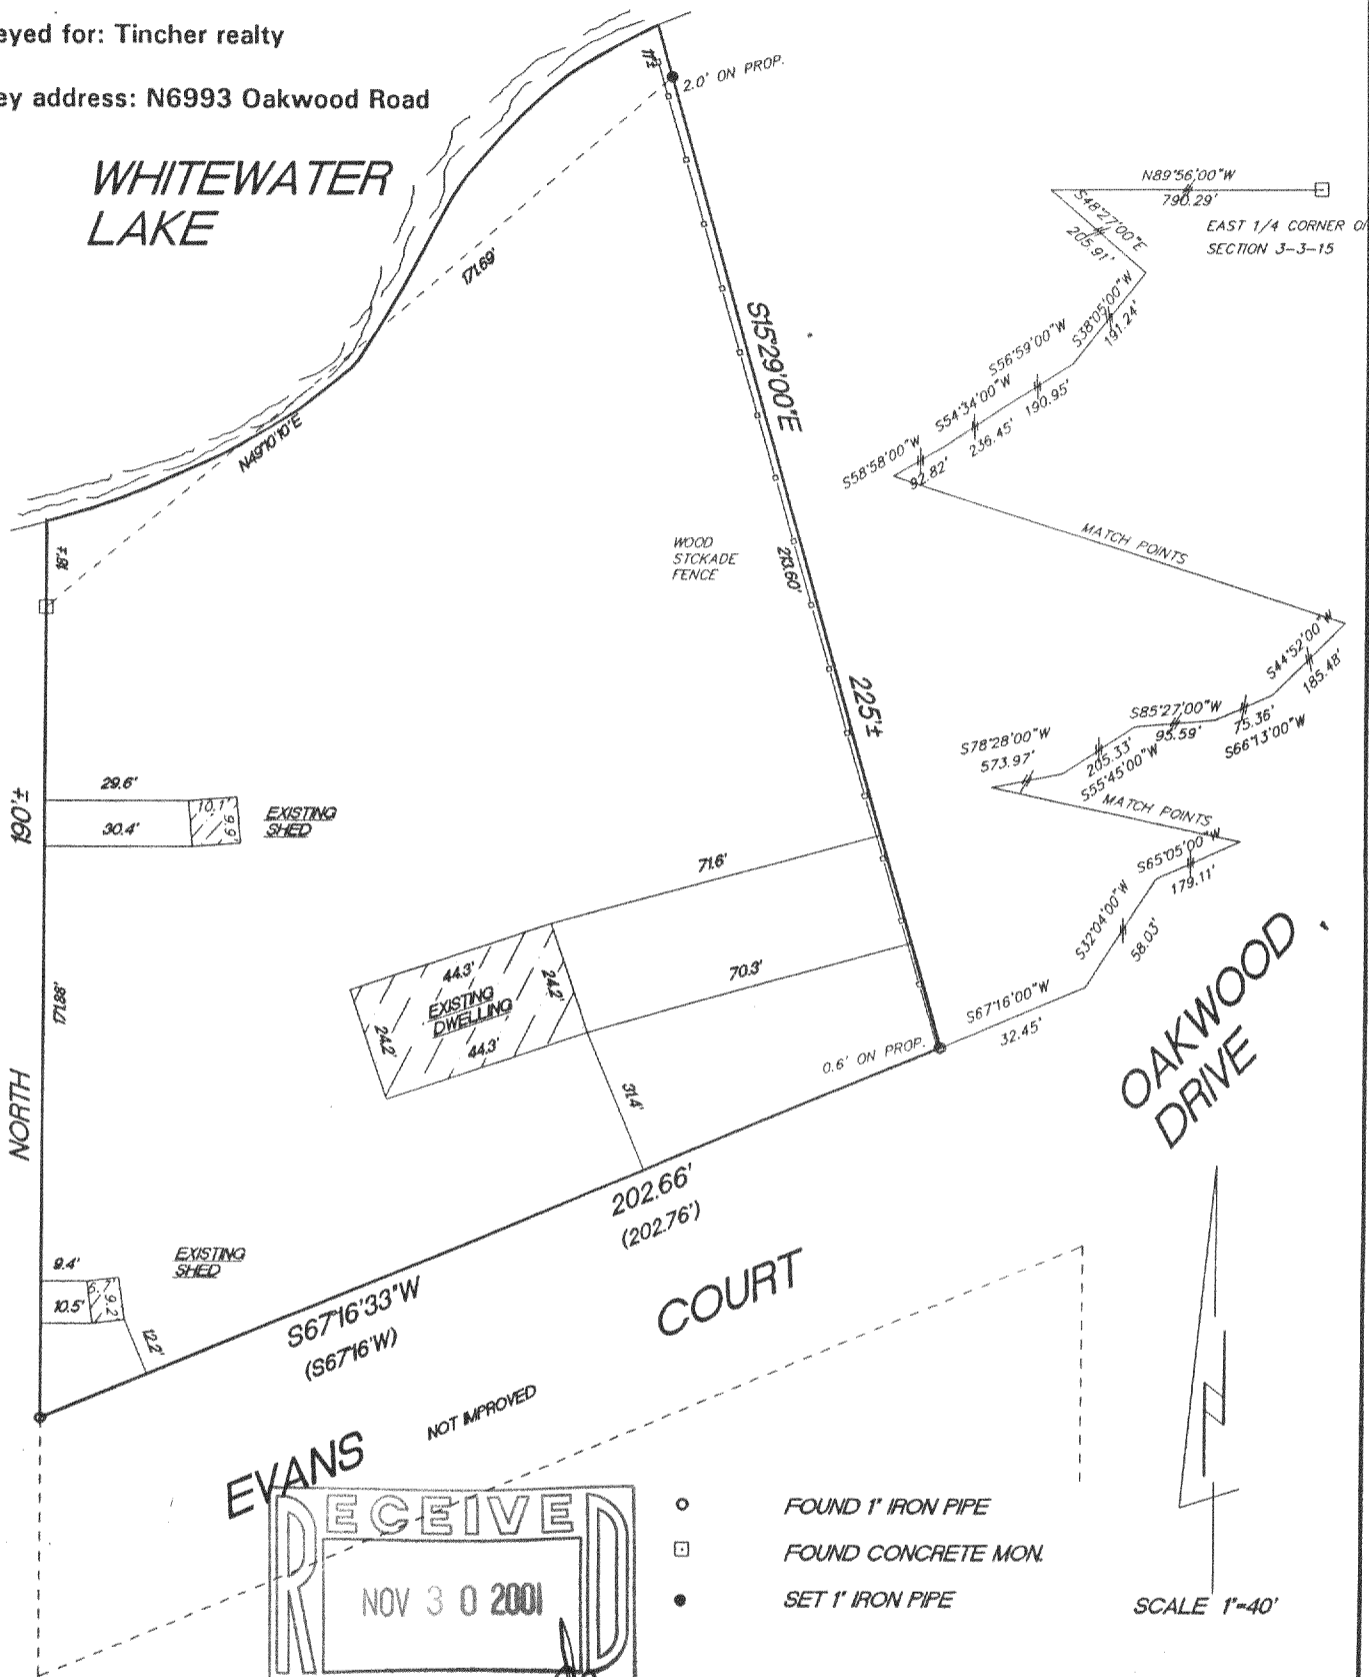 eyed for: Tincher realty
ey address: N6993 Oakwood Road
WHITEWATER
LAKE
11'±
2.0' ON PROP.
171.69'
N49°10'10"E
18'±
S15°29'00"E
213.60'
225'±
WOOD
STCKADE
FENCE
N89°56'00"W
790.29'
EAST 1/4 CORNER
SECTION 3-3-15
S48°27'00"E
205.91'
S38°05'00"W
191.24'
S56°59'00"W
190.95'
S54°34'00"W
236.45'
S58°58'00"W
92.82'
MATCH POINTS
S44°52'00"W
185.48'
75.36'
S66°13'00"W
S85°27'00"W
95.59'
205.33'
S55°45'00"W
S78°28'00"W
573.97'
MATCH POINTS
S65°05'00"W
179.11'
S32°04'00"W
58.03'
S67°16'00"W
32.45'
190'±
29.6'
30.4'
10.1'
9.9'
EXISTING
SHED
71.6'
70.3'
44.3'
24.2'
EXISTING
DWELLING
24.2'
44.3'
31.4'
0.6' ON PROP.
171.88'
NORTH
OAKWOOD
DRIVE
202.66'
(202.76')
9.4'
10.5'
9.2
12.2'
EXISTING
SHED
S67°16'33"W
(S67°16'W)
COURT
EVANS
NOT IMPROVED
RECEIVED
NOV 30 2001
FOUND 1" IRON PIPE
FOUND CONCRETE MON.
SET 1" IRON PIPE
SCALE 1"=40'